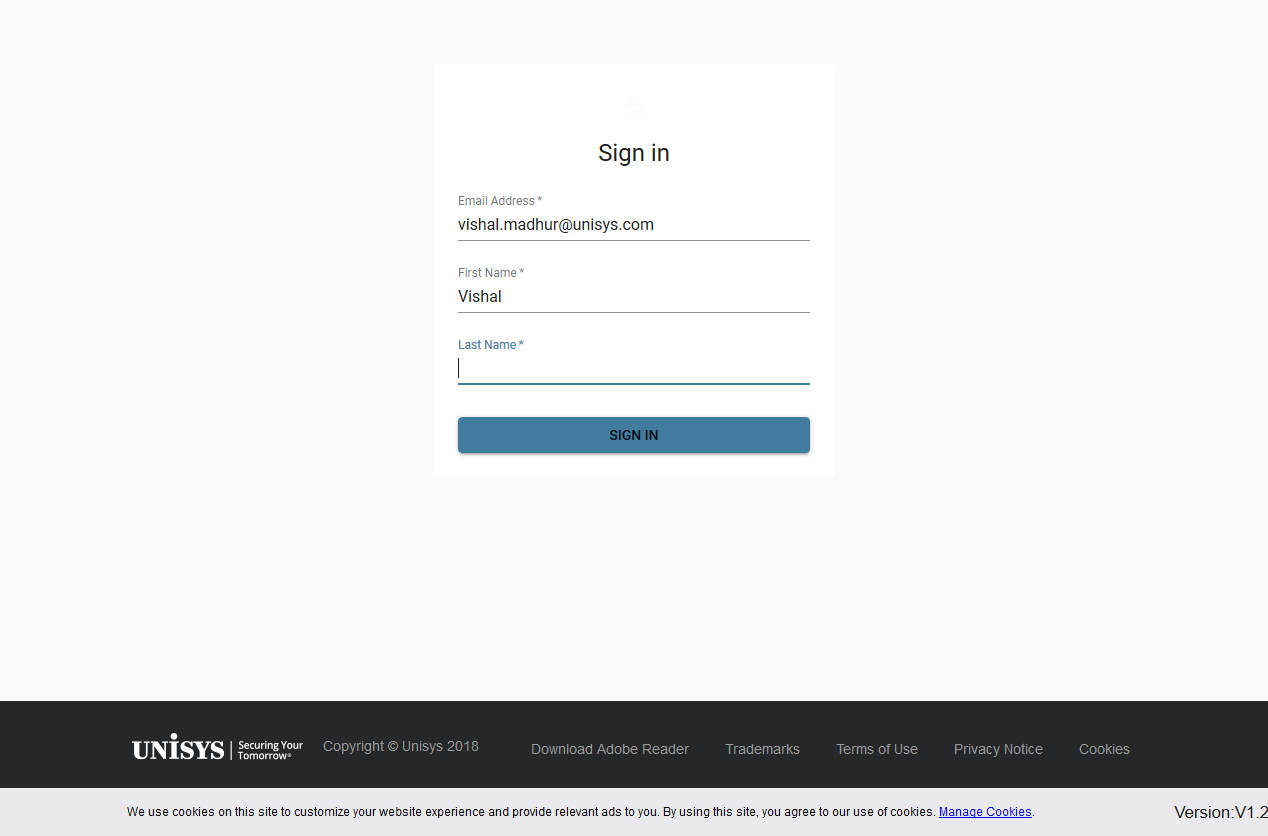 Sign in
Email Address *
vishal.madhur@unisys.com
First Name *
Vishal
Last Name *
SIGN IN
UNISYS | Securing Your Tomorrow®
Copyright © Unisys 2018
Download Adobe Reader
Trademarks
Terms of Use
Privacy Notice
Cookies
We use cookies on this site to customize your website experience and provide relevant ads to you. By using this site, you agree to our use of cookies. Manage Cookies.
Version:V1.2